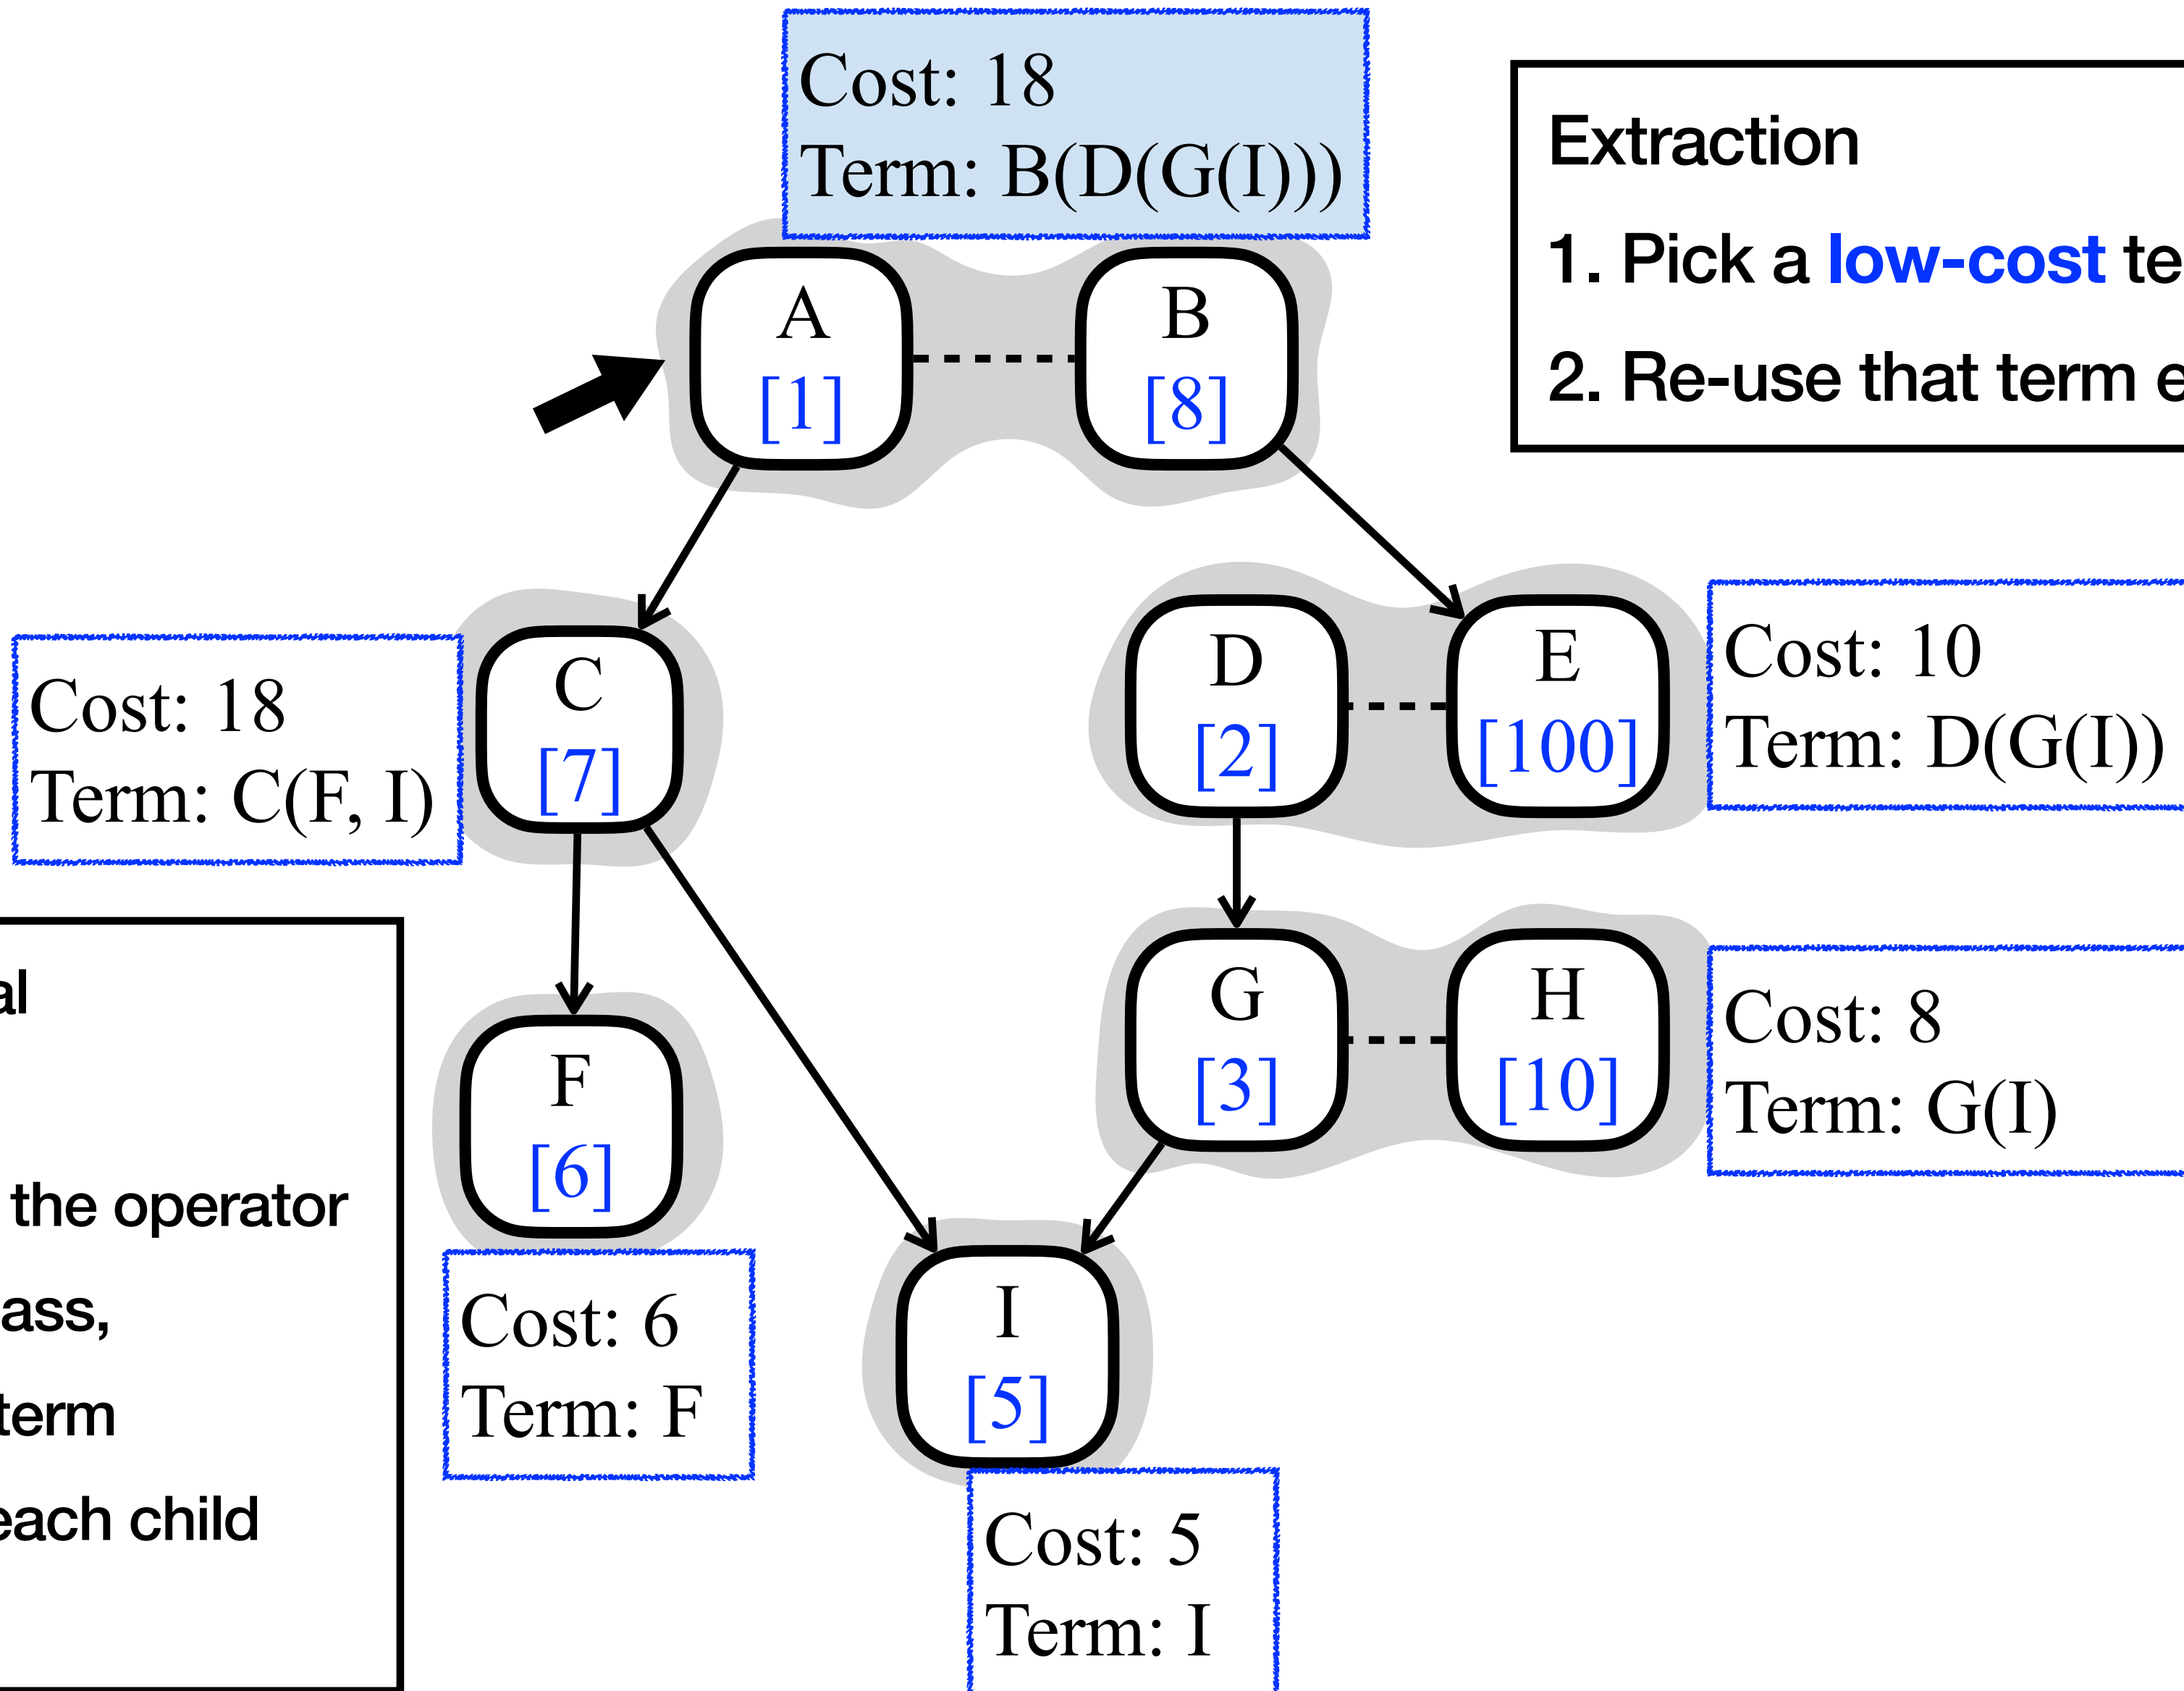 Cost: 18
Term: B(D(G(I)))
Extraction
1. Pick a low-cost te
2. Re-use that term e
A
[1]
B
[8]
Cost: 18
Term: C(F, I)
C
[7]
D
[2]
E
[100]
Cost: 10
Term: D(G(I))
al
the operator
ass,
term
each child
F
[6]
Cost: 6
Term: F
G
[3]
H
[10]
Cost: 8
Term: G(I)
I
[5]
Cost: 5
Term: I